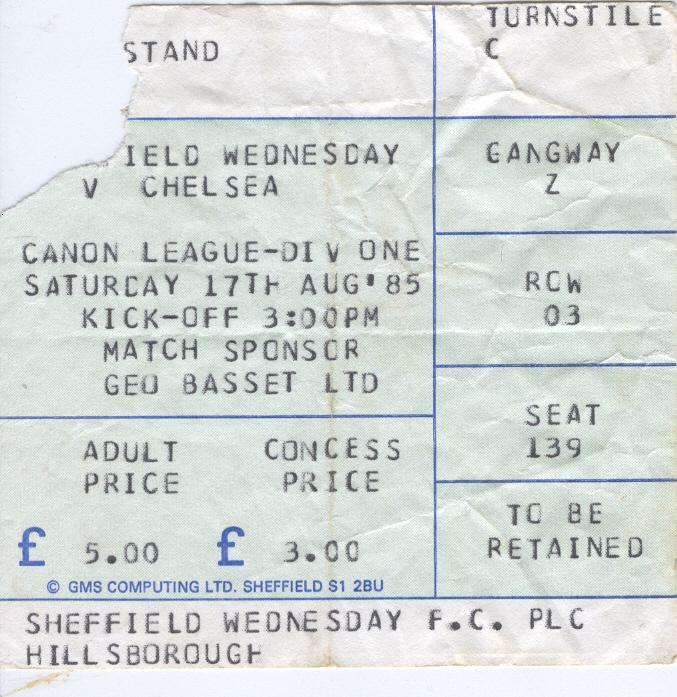 STAND
TURNSTILE
C
IELD WEDNESDAY
V CHELSEA
GANGWAY
Z
CANON LEAGUE-DIV ONE
SATURDAY 17TH AUG'85
KICK-OFF 3:00PM
MATCH SPONSOR
GEO BASSET LTD
ROW
03
SEAT
139
ADULT PRICE
CONCESS PRICE
£ 5.00
£ 3.00
TO BE
RETAINED
© GMS COMPUTING LTD. SHEFFIELD S1 2BU
SHEFFIELD WEDNESDAY F.C. PLC
HILLSBOROUGH